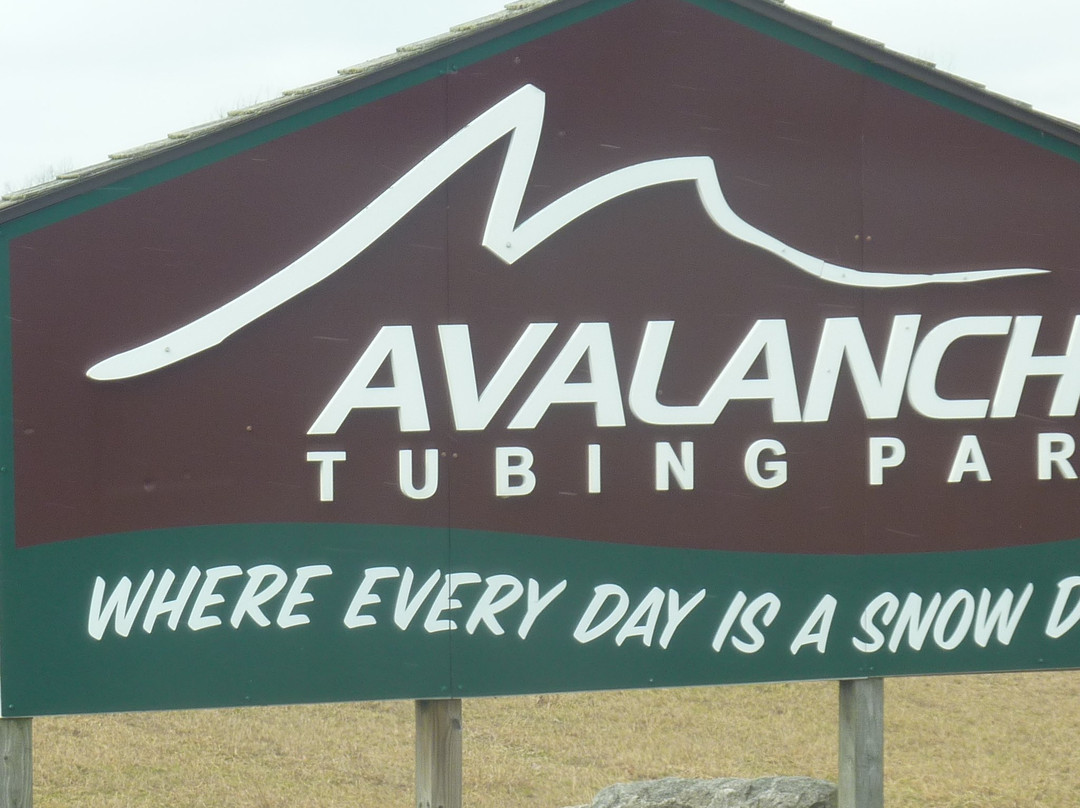 AVALANCH
TUBING PAR
WHERE EVERY DAY IS A SNOW D